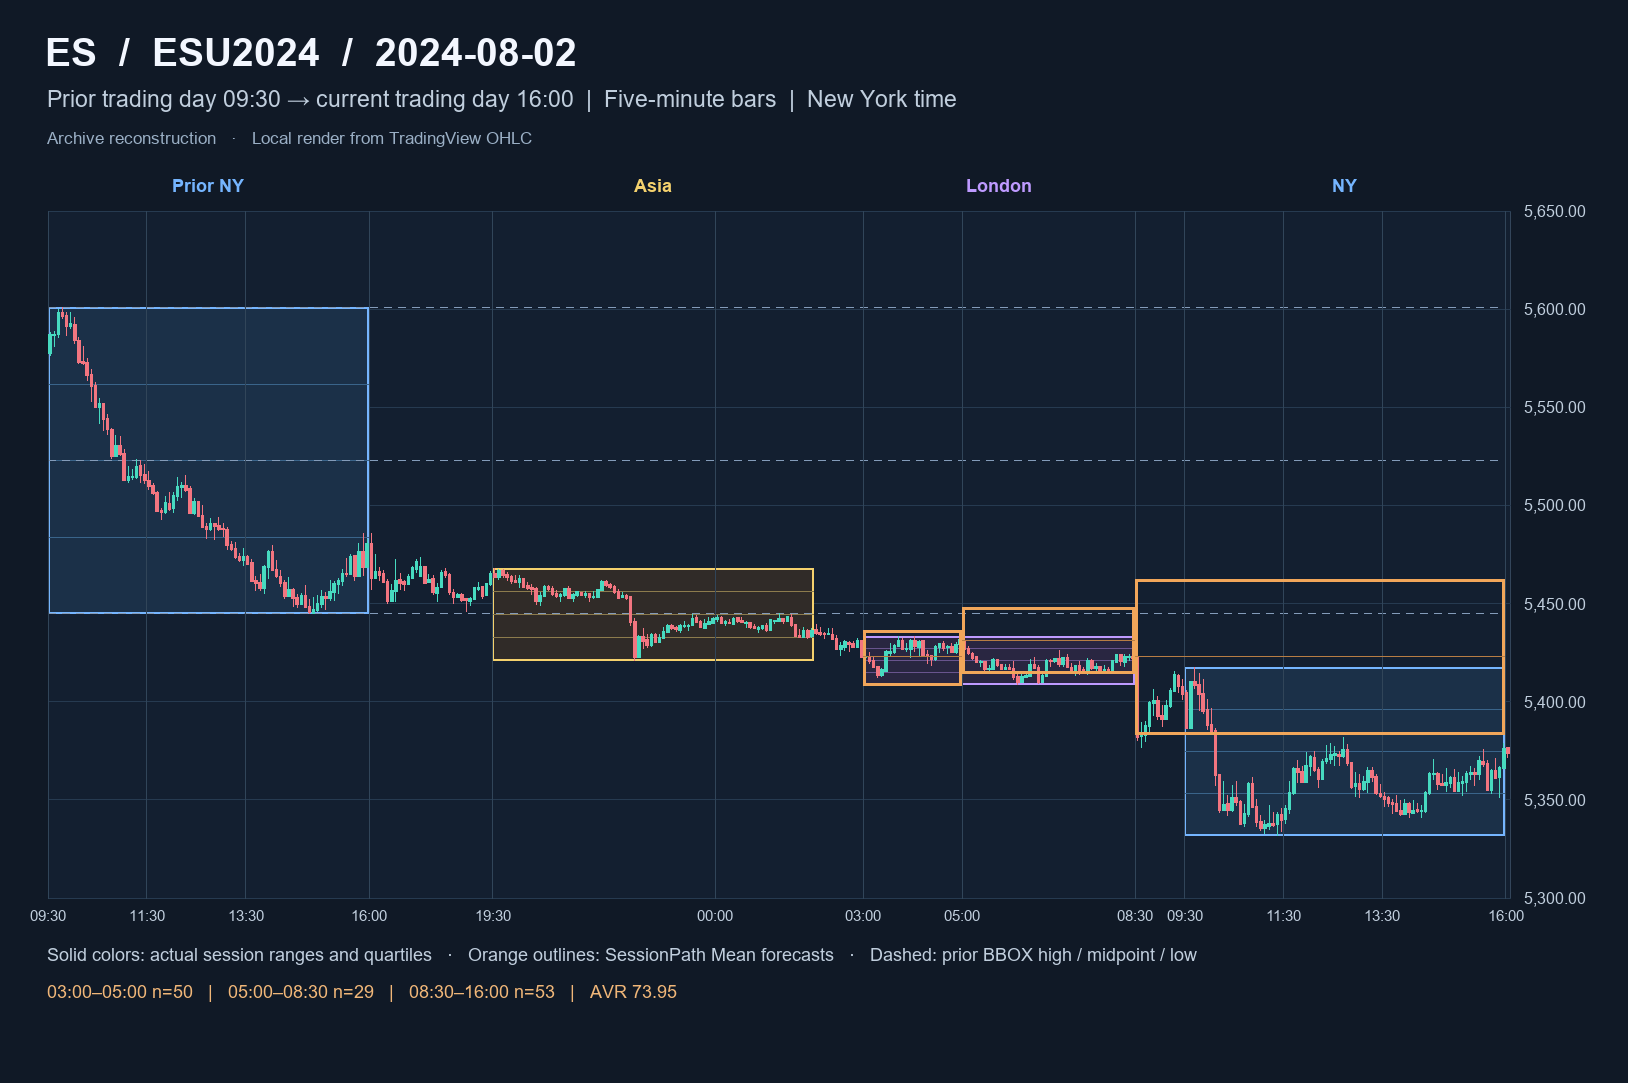 ES / ESU2024 / 2024-08-02
Prior trading day 09:30 → current trading day 16:00 | Five-minute bars | New York time
Archive reconstruction · Local render from TradingView OHLC
Prior NY Asia London NY
5,650.00
5,600.00
5,550.00
5,500.00
5,450.00
5,400.00
5,350.00
5,300.00
09:30 11:30 13:30 16:00 19:30 00:00 03:00 05:00 08:30 09:30 11:30 13:30 16:00
Solid colors: actual session ranges and quartiles · Orange outlines: SessionPath Mean forecasts · Dashed: prior BBOX high / midpoint / low
03:00–05:00 n=50 | 05:00–08:30 n=29 | 08:30–16:00 n=53 | AVR 73.95